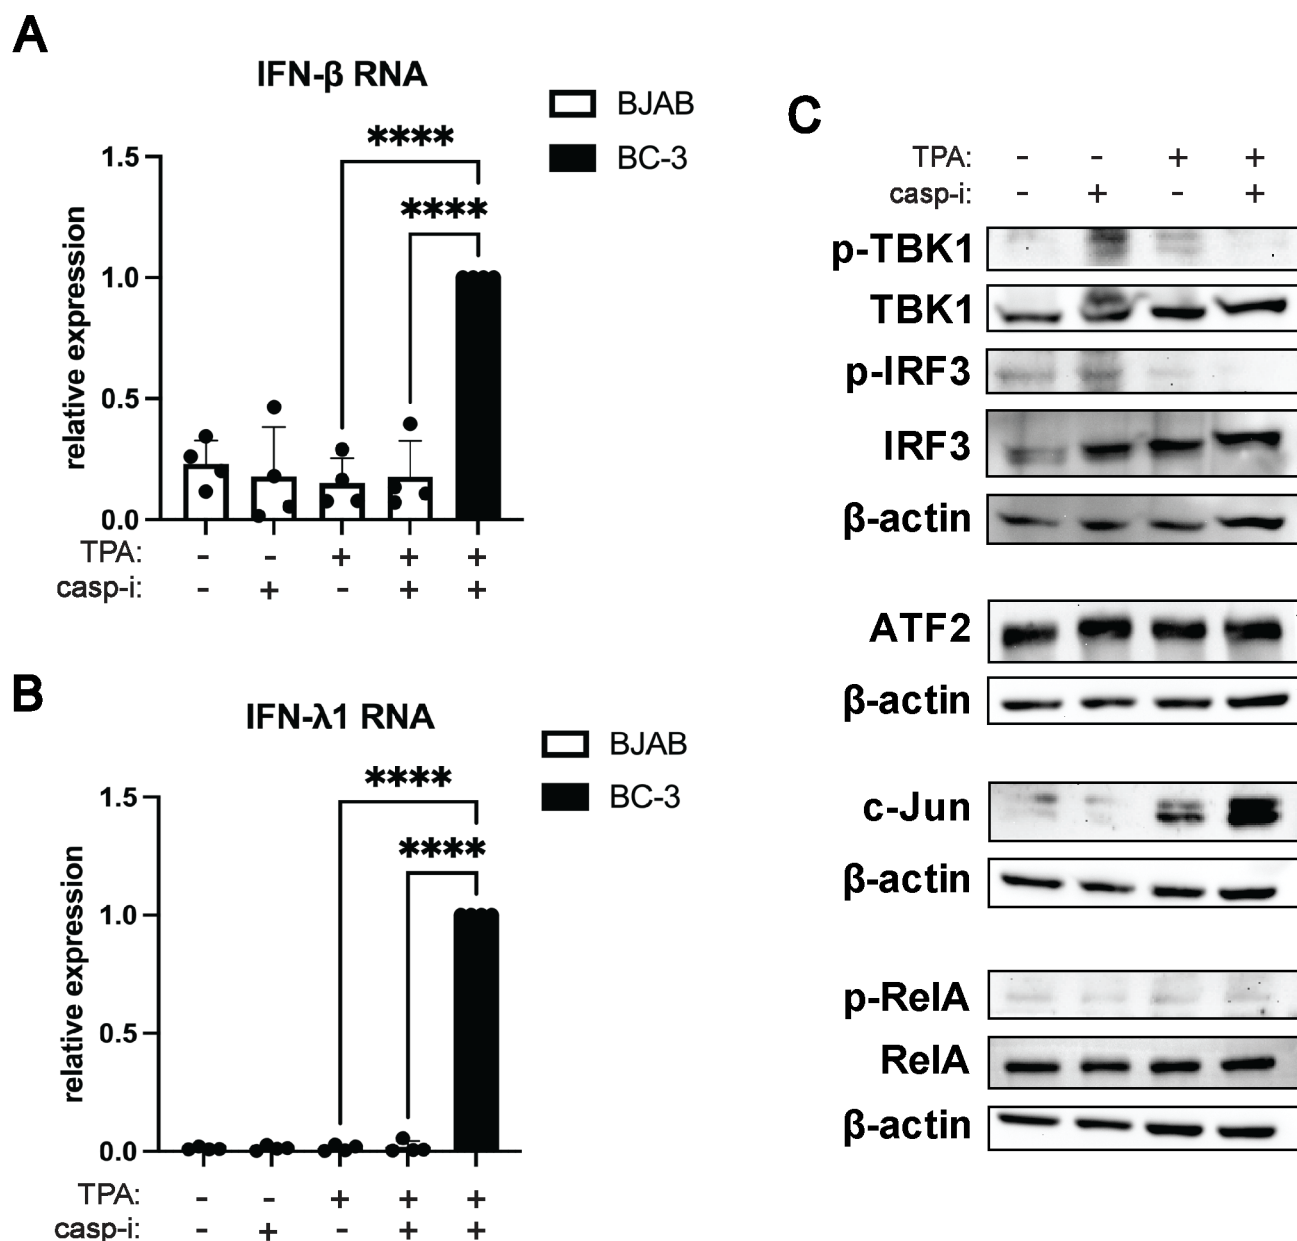 A
IFN-β RNA
BJAB
BC-3
****
****
relative expression
1.5
1.0
0.5
0.0
TPA: - - + + +
casp-i: - + - + +
B
IFN-λ1 RNA
BJAB
BC-3
****
****
relative expression
1.5
1.0
0.5
0.0
TPA: - - + + +
casp-i: - + - + +
C
TPA: - - + +
casp-i: - + - +
p-TBK1
TBK1
p-IRF3
IRF3
β-actin
ATF2
β-actin
c-Jun
β-actin
p-RelA
RelA
β-actin